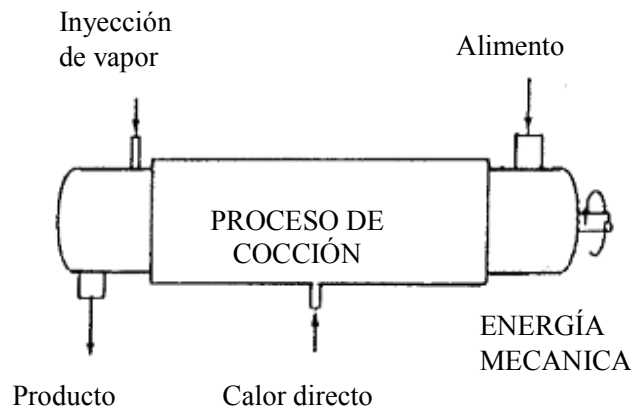 Inyección
de vapor
Alimento
PROCESO DE
COCCIÓN
ENERGÍA
MECANICA
Producto
Calor directo